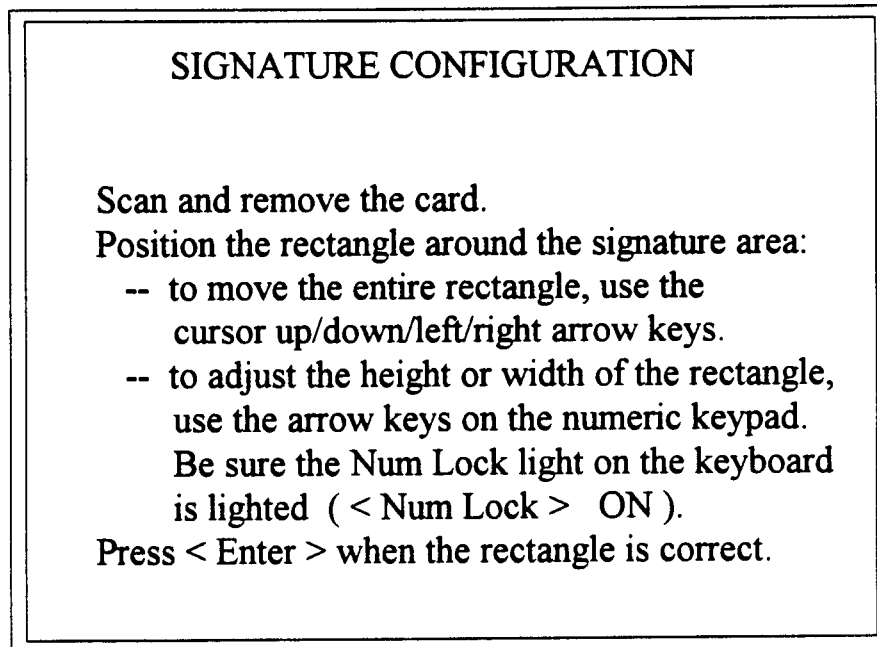 SIGNATURE CONFIGURATION
Scan and remove the card.
Position the rectangle around the signature area:
-- to move the entire rectangle, use the
cursor up/down/left/right arrow keys.
-- to adjust the height or width of the rectangle,
use the arrow keys on the numeric keypad.
Be sure the Num Lock light on the keyboard
is lighted ( < Num Lock > ON ).
Press < Enter > when the rectangle is correct.